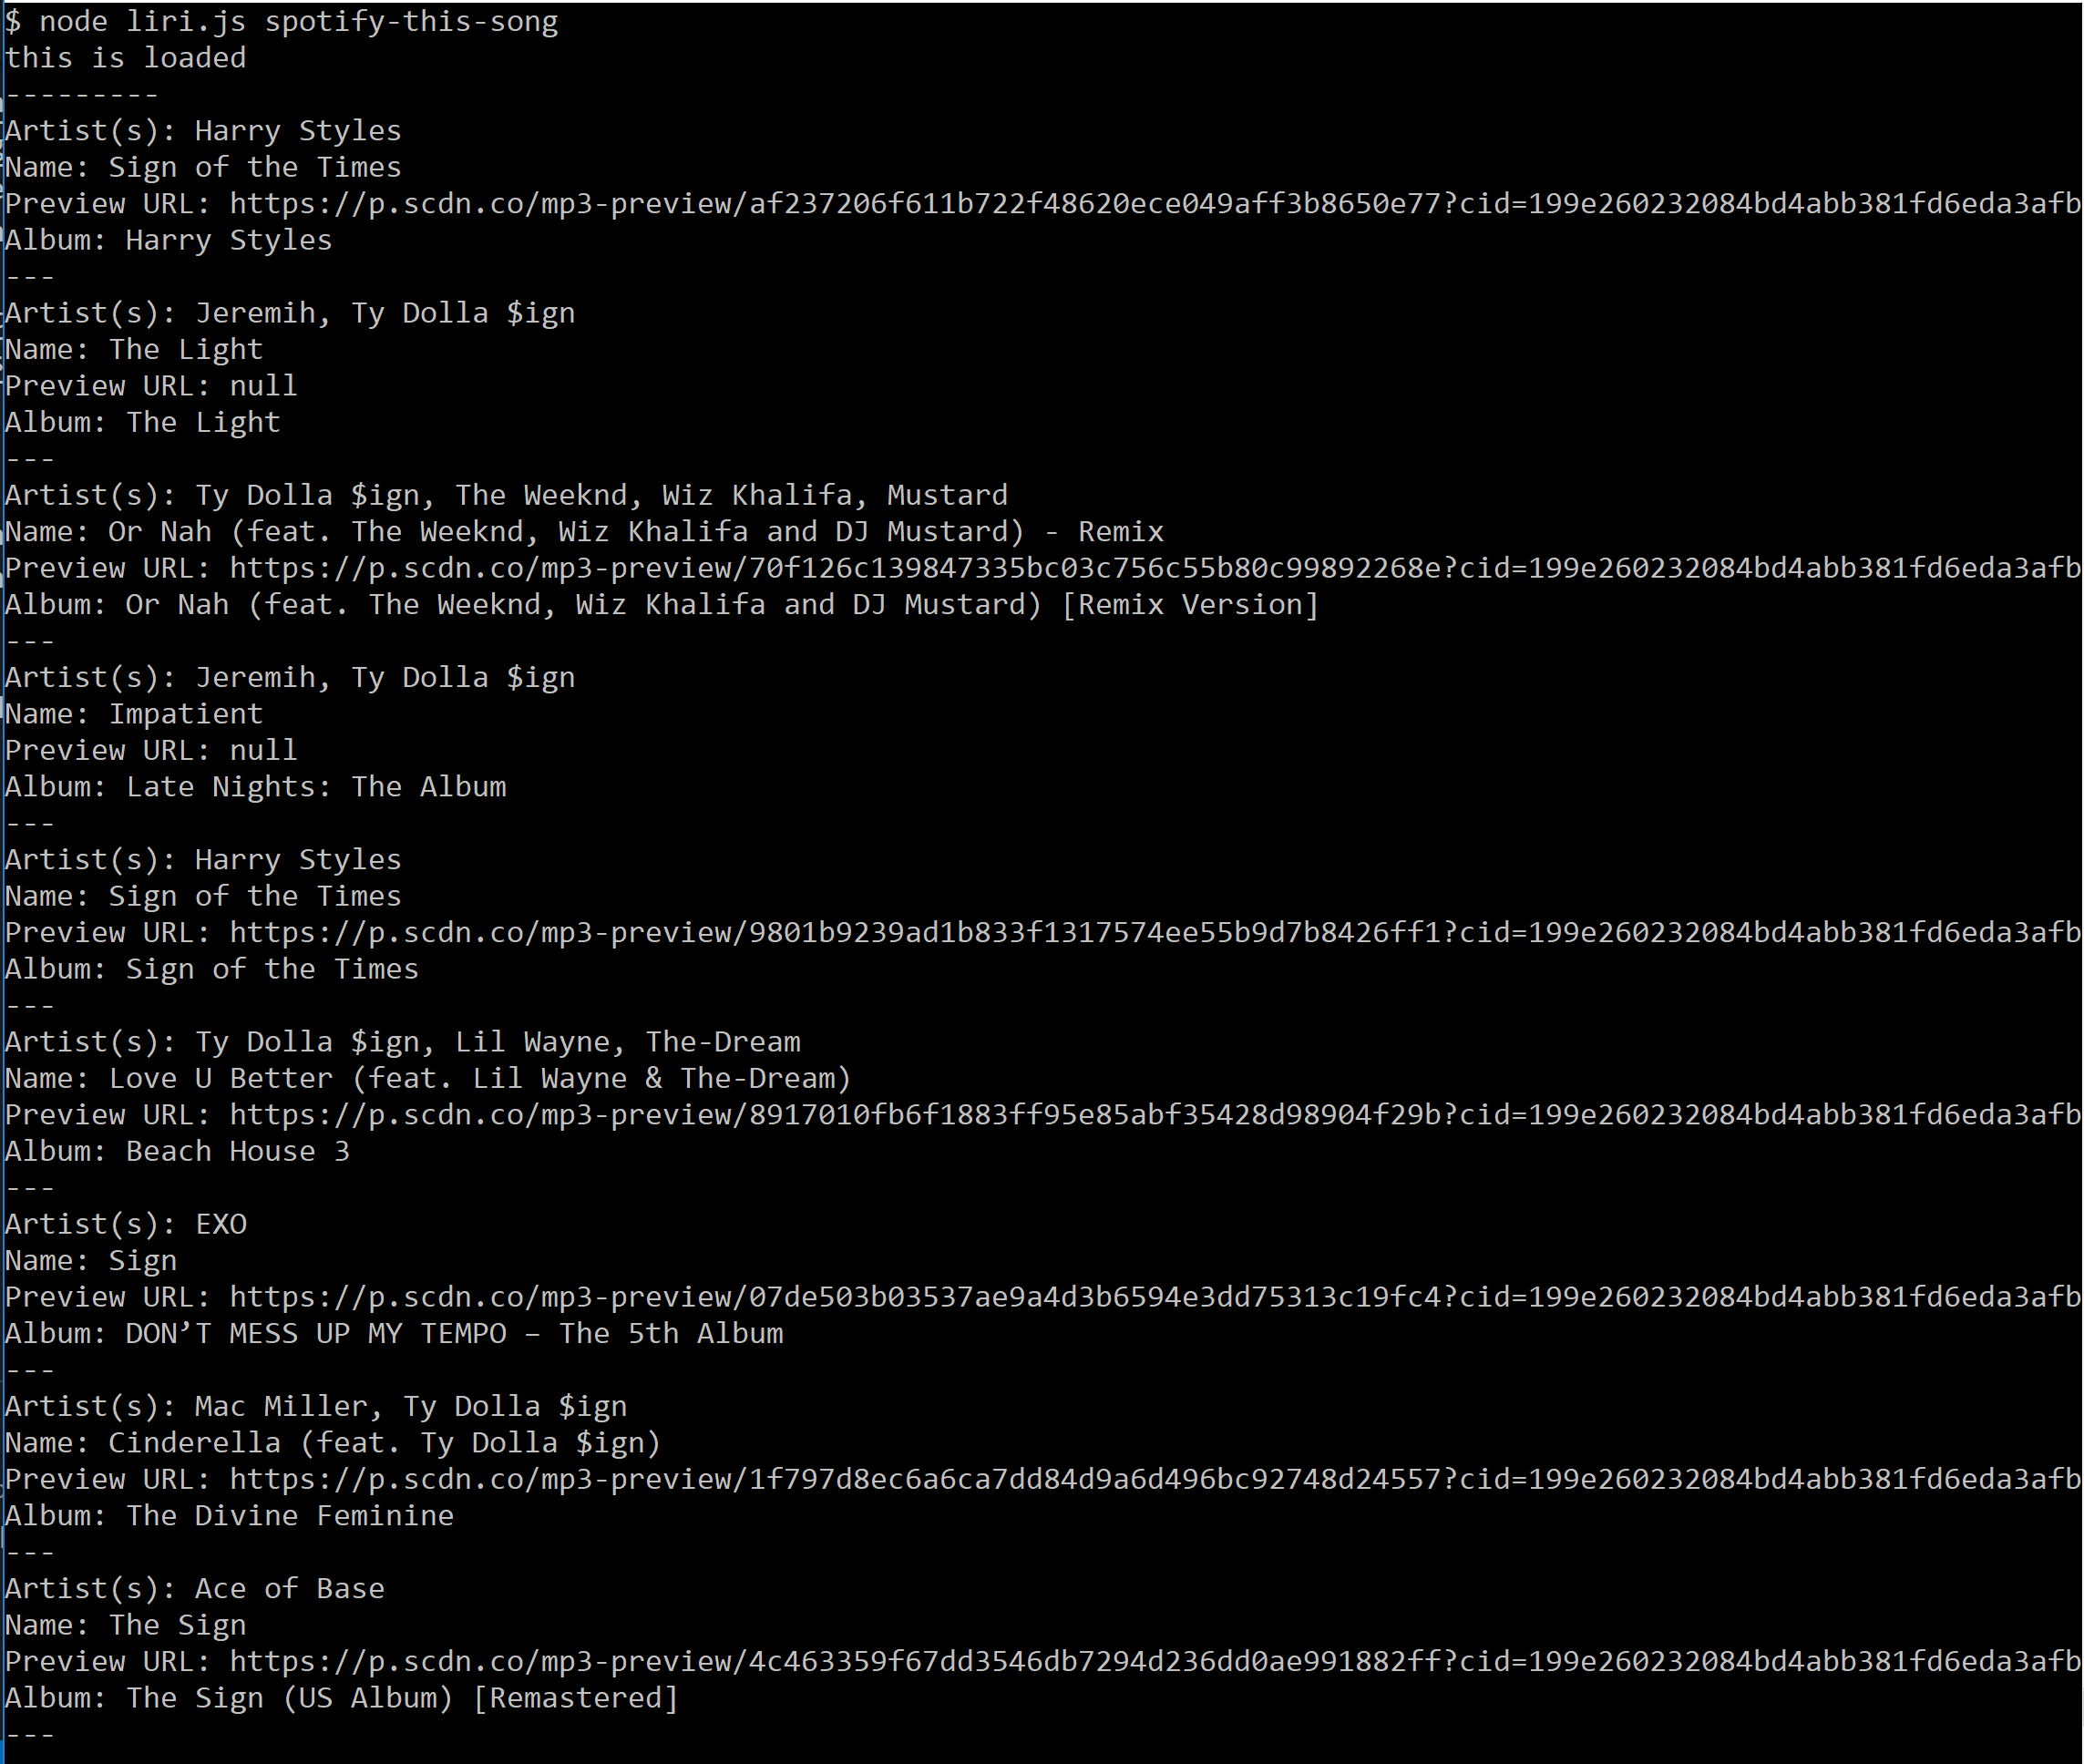 $ node liri.js spotify-this-song
this is loaded
---------
Artist(s): Harry Styles
Name: Sign of the Times
Preview URL: https://p.scdn.co/mp3-preview/af237206f611b722f48620ece049aff3b8650e77?cid=199e260232084bd4abb381fd6eda3afb
Album: Harry Styles
---
Artist(s): Jeremih, Ty Dolla $ign
Name: The Light
Preview URL: null
Album: The Light
---
Artist(s): Ty Dolla $ign, The Weeknd, Wiz Khalifa, Mustard
Name: Or Nah (feat. The Weeknd, Wiz Khalifa and DJ Mustard) - Remix
Preview URL: https://p.scdn.co/mp3-preview/70f126c139847335bc03c756c55b80c99892268e?cid=199e260232084bd4abb381fd6eda3afb
Album: Or Nah (feat. The Weeknd, Wiz Khalifa and DJ Mustard) [Remix Version]
---
Artist(s): Jeremih, Ty Dolla $ign
Name: Impatient
Preview URL: null
Album: Late Nights: The Album
---
Artist(s): Harry Styles
Name: Sign of the Times
Preview URL: https://p.scdn.co/mp3-preview/9801b9239ad1b833f1317574ee55b9d7b8426ff1?cid=199e260232084bd4abb381fd6eda3afb
Album: Sign of the Times
---
Artist(s): Ty Dolla $ign, Lil Wayne, The-Dream
Name: Love U Better (feat. Lil Wayne & The-Dream)
Preview URL: https://p.scdn.co/mp3-preview/8917010fb6f1883ff95e85abf35428d98904f29b?cid=199e260232084bd4abb381fd6eda3afb
Album: Beach House 3
---
Artist(s): EXO
Name: Sign
Preview URL: https://p.scdn.co/mp3-preview/07de503b03537ae9a4d3b6594e3dd75313c19fc4?cid=199e260232084bd4abb381fd6eda3afb
Album: DON’T MESS UP MY TEMPO – The 5th Album
---
Artist(s): Mac Miller, Ty Dolla $ign
Name: Cinderella (feat. Ty Dolla $ign)
Preview URL: https://p.scdn.co/mp3-preview/1f797d8ec6a6ca7dd84d9a6d496bc92748d24557?cid=199e260232084bd4abb381fd6eda3afb
Album: The Divine Feminine
---
Artist(s): Ace of Base
Name: The Sign
Preview URL: https://p.scdn.co/mp3-preview/4c463359f67dd3546db7294d236dd0ae991882ff?cid=199e260232084bd4abb381fd6eda3afb
Album: The Sign (US Album) [Remastered]
---